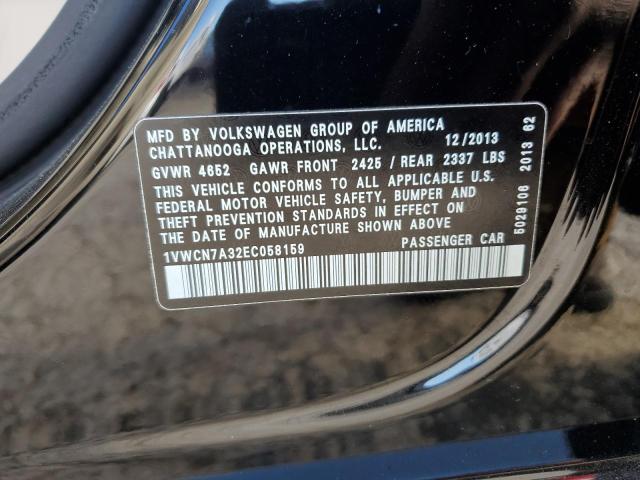 MFD BY VOLKSWAGEN GROUP OF AMERICA
CHATTANOOGA OPERATIONS, LLC. 12/2013
GVWR 4652 GAWR FRONT 2425 / REAR 2337 LBS
THIS VEHICLE CONFORMS TO ALL APPLICABLE U.S.
FEDERAL MOTOR VEHICLE SAFETY, BUMPER AND
THEFT PREVENTION STANDARDS IN EFFECT ON
DATE OF MANUFACTURE SHOWN ABOVE
1VWCN7A32EC058159 PASSENGER CAR
5029106 2013 62